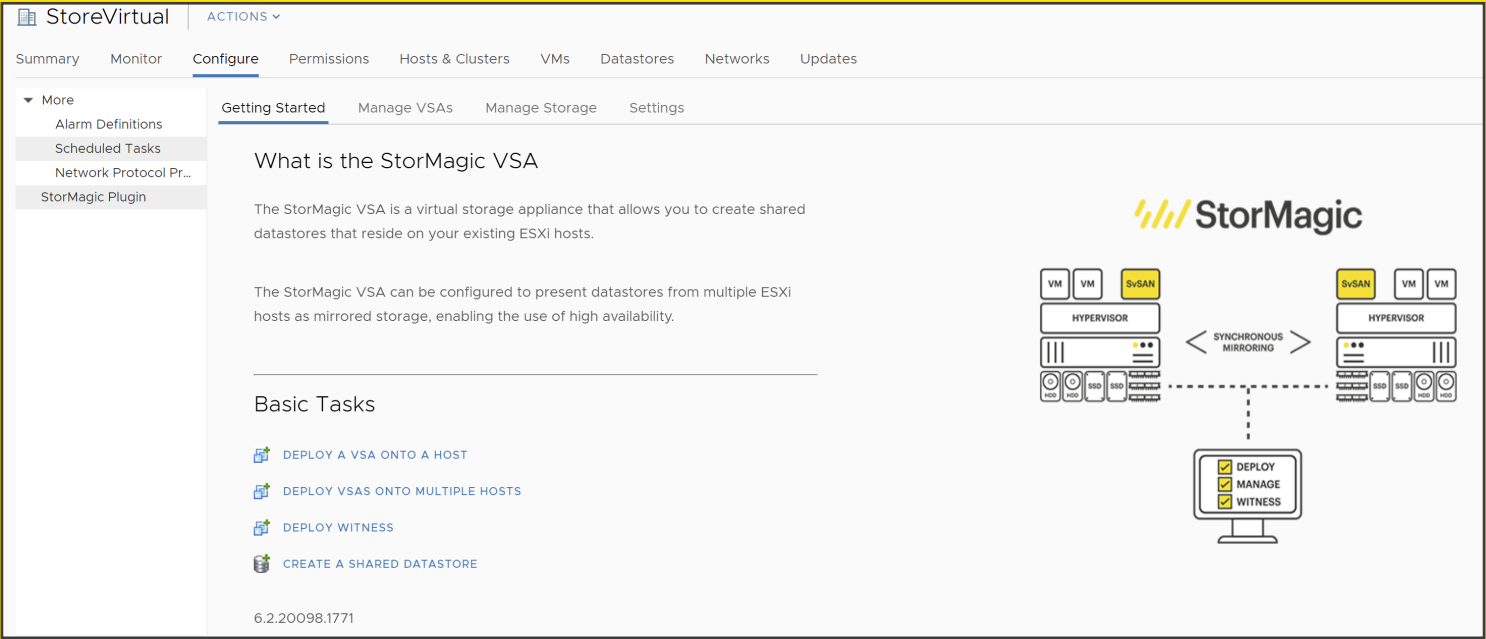 StoreVirtual
ACTIONS
Summary Monitor Configure Permissions Hosts & Clusters VMs Datastores Networks Updates
More
Alarm Definitions
Scheduled Tasks
Network Protocol Pr...
StorMagic Plugin
Getting Started Manage VSAs Manage Storage Settings
What is the StorMagic VSA
The StorMagic VSA is a virtual storage appliance that allows you to create shared
datastores that reside on your existing ESXi hosts.
The StorMagic VSA can be configured to present datastores from multiple ESXi
hosts as mirrored storage, enabling the use of high availability.
Basic Tasks
DEPLOY A VSA ONTO A HOST
DEPLOY VSAS ONTO MULTIPLE HOSTS
DEPLOY WITNESS
CREATE A SHARED DATASTORE
6.2.20098.1771
StorMagic
VM VM SvSAN
HYPERVISOR
HDD HDD SSD SSD
SYNCHRONOUS
MIRRORING
SvSAN VM VM
HYPERVISOR
SSD SSD HDD HDD
DEPLOY
MANAGE
WITNESS